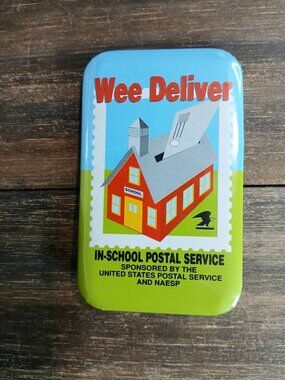 Wee Deliver
SCHOOL
IN-SCHOOL POSTAL SERVICE
SPONSORED BY THE
UNITED STATES POSTAL SERVICE
AND NAESP